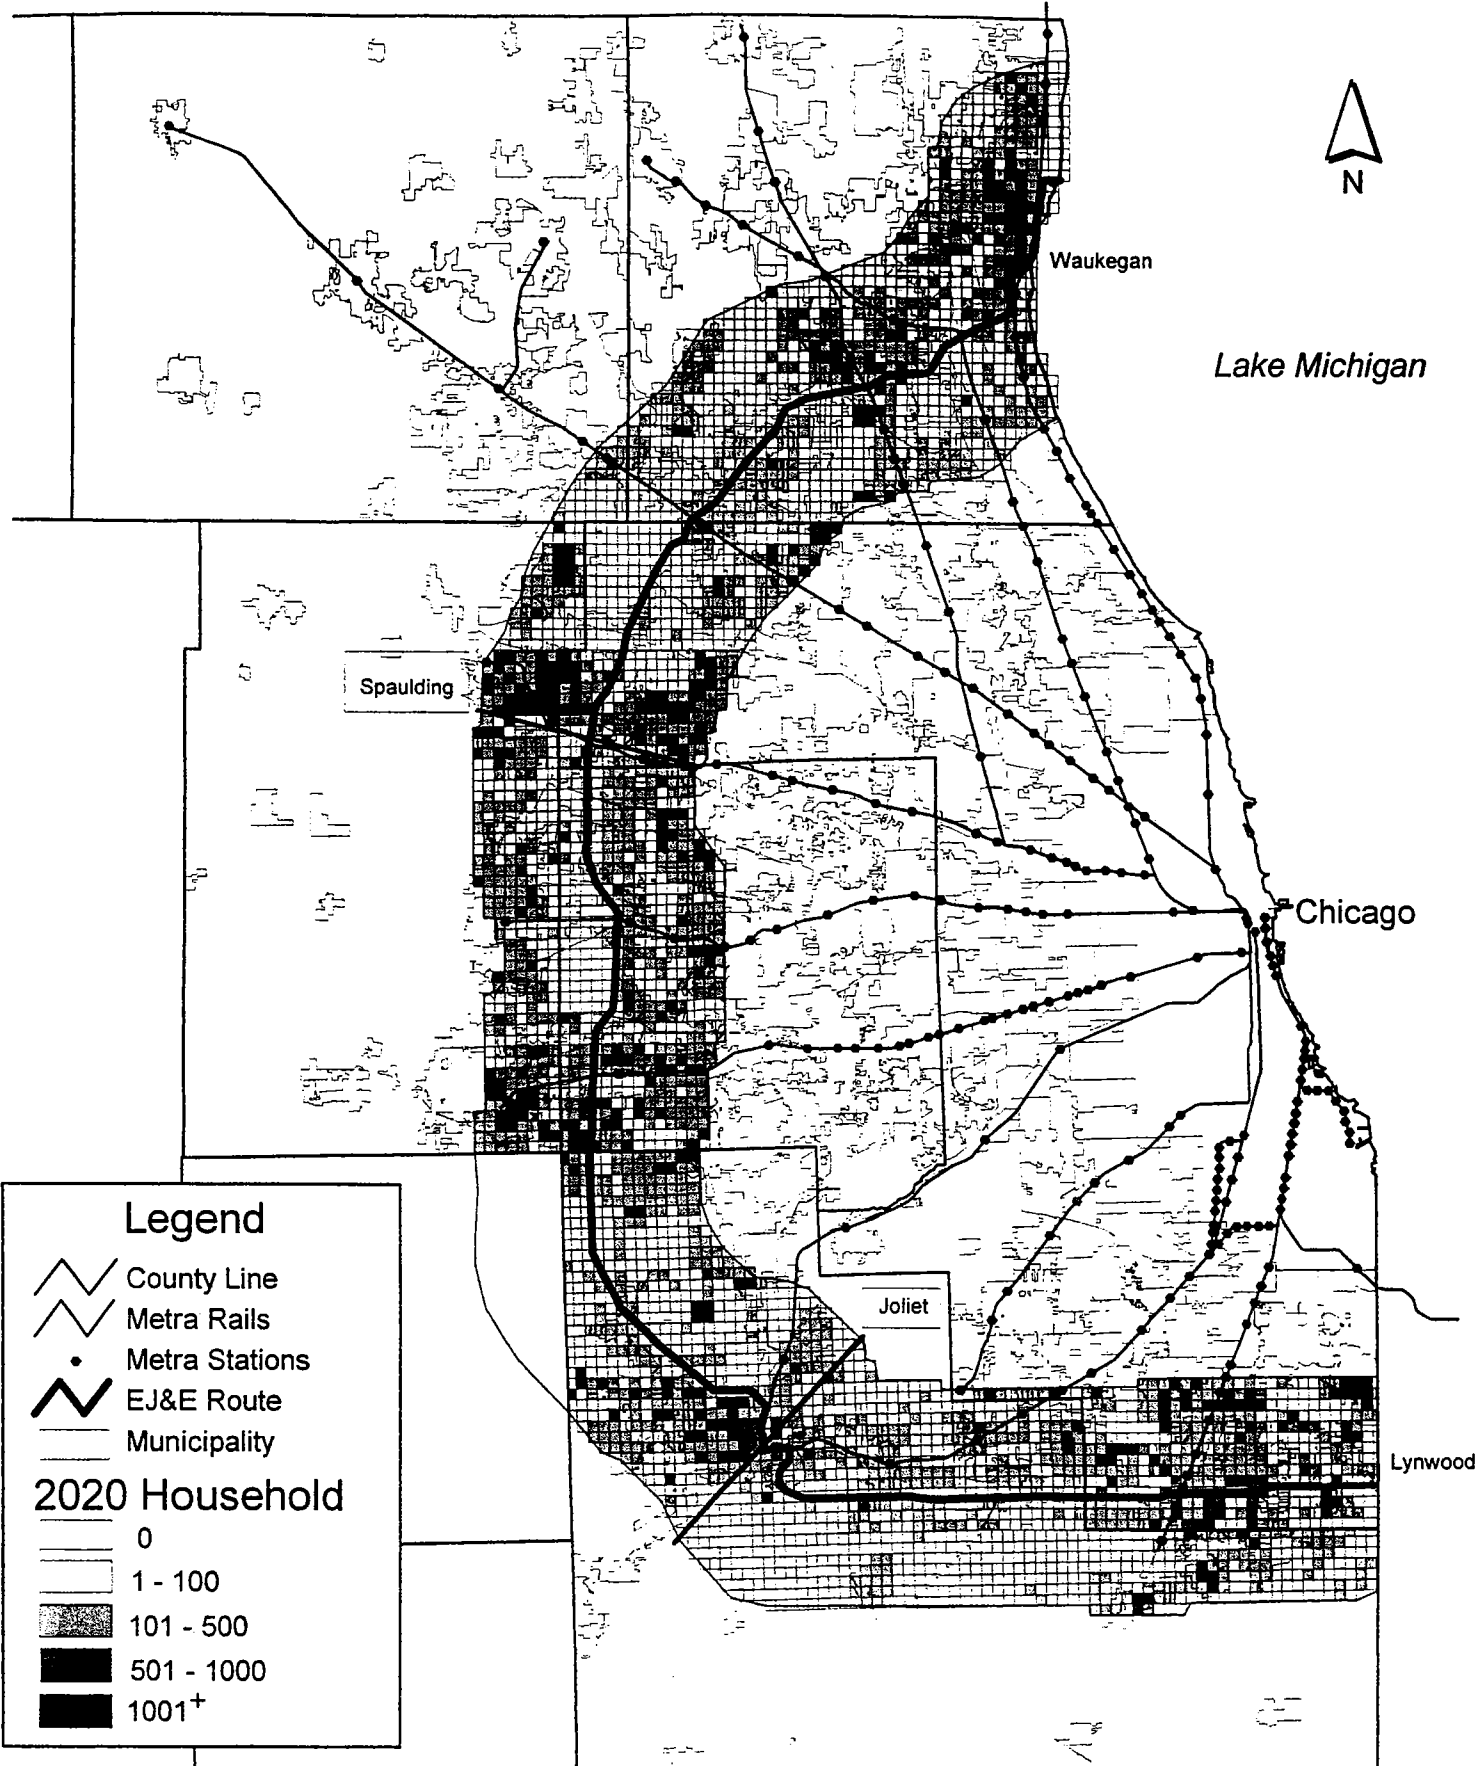 N
Waukegan
Lake Michigan
Spaulding
Chicago
Joliet
Lynwood
Legend
County Line
Metra Rails
Metra Stations
EJ&E Route
Municipality
2020 Household
0
1 - 100
101 - 500
501 - 1000
1001+